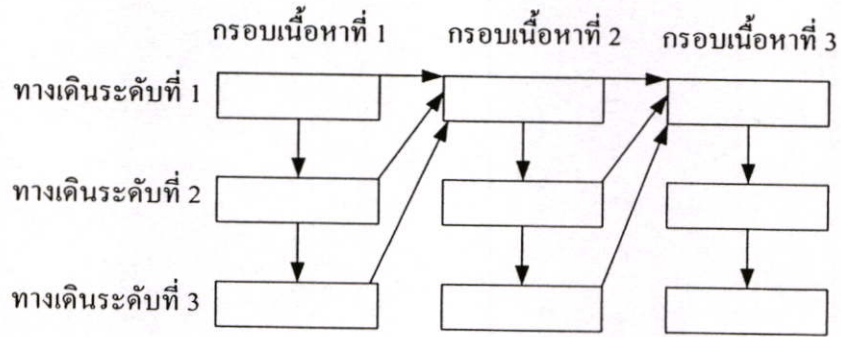 กรอบเนื้อหาที่ 1
กรอบเนื้อหาที่ 2
กรอบเนื้อหาที่ 3
ทางเดินระดับที่ 1
ทางเดินระดับที่ 2
ทางเดินระดับที่ 3